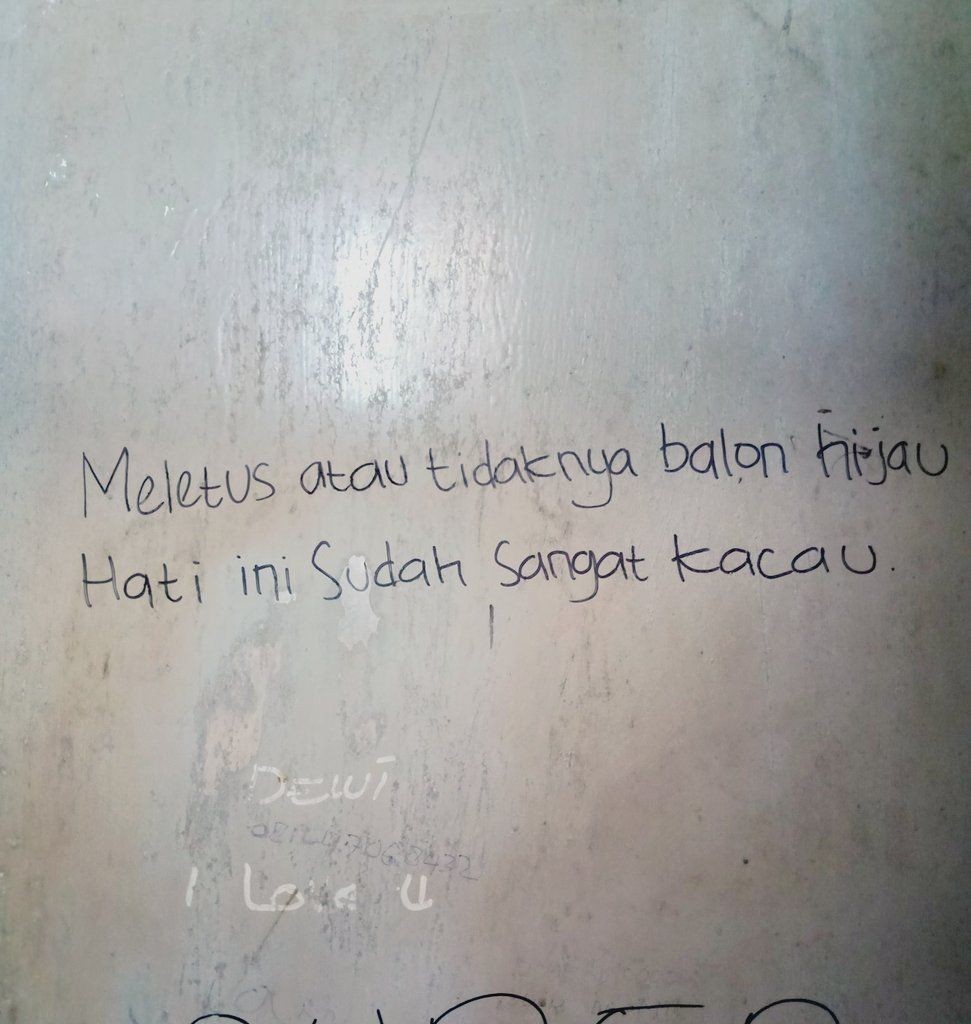 Meletus atau tidaknya balon hijau
Hati ini Sudah Sangat kacau.
DEWI
I Love U